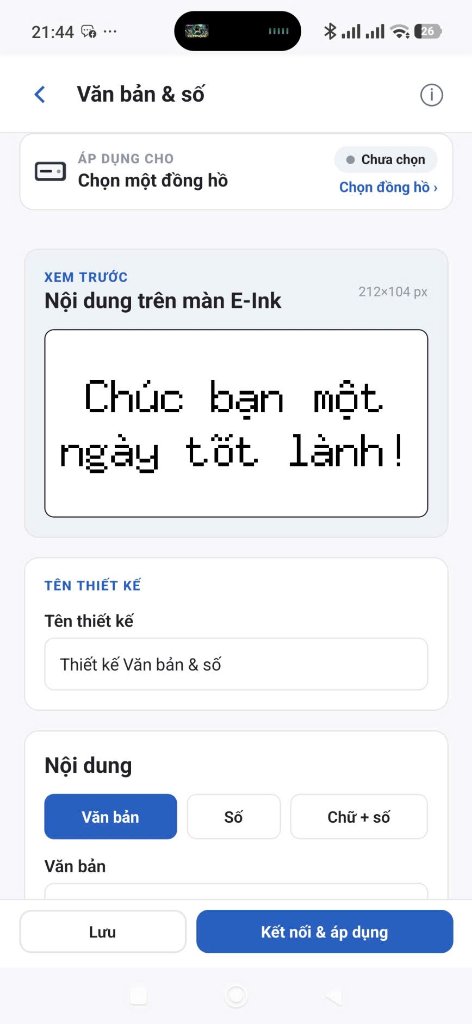 21:44
26
Văn bản & số
ÁP DỤNG CHO
Chọn một đồng hồ
Chưa chọn
Chọn đồng hồ ›
XEM TRƯỚC
Nội dung trên màn E-Ink
212×104 px
Chúc bạn một
ngày tốt lành!
TÊN THIẾT KẾ
Tên thiết kế
Thiết kế Văn bản & số
Nội dung
Văn bản
Số
Chữ + số
Văn bản
Lưu
Kết nối & áp dụng